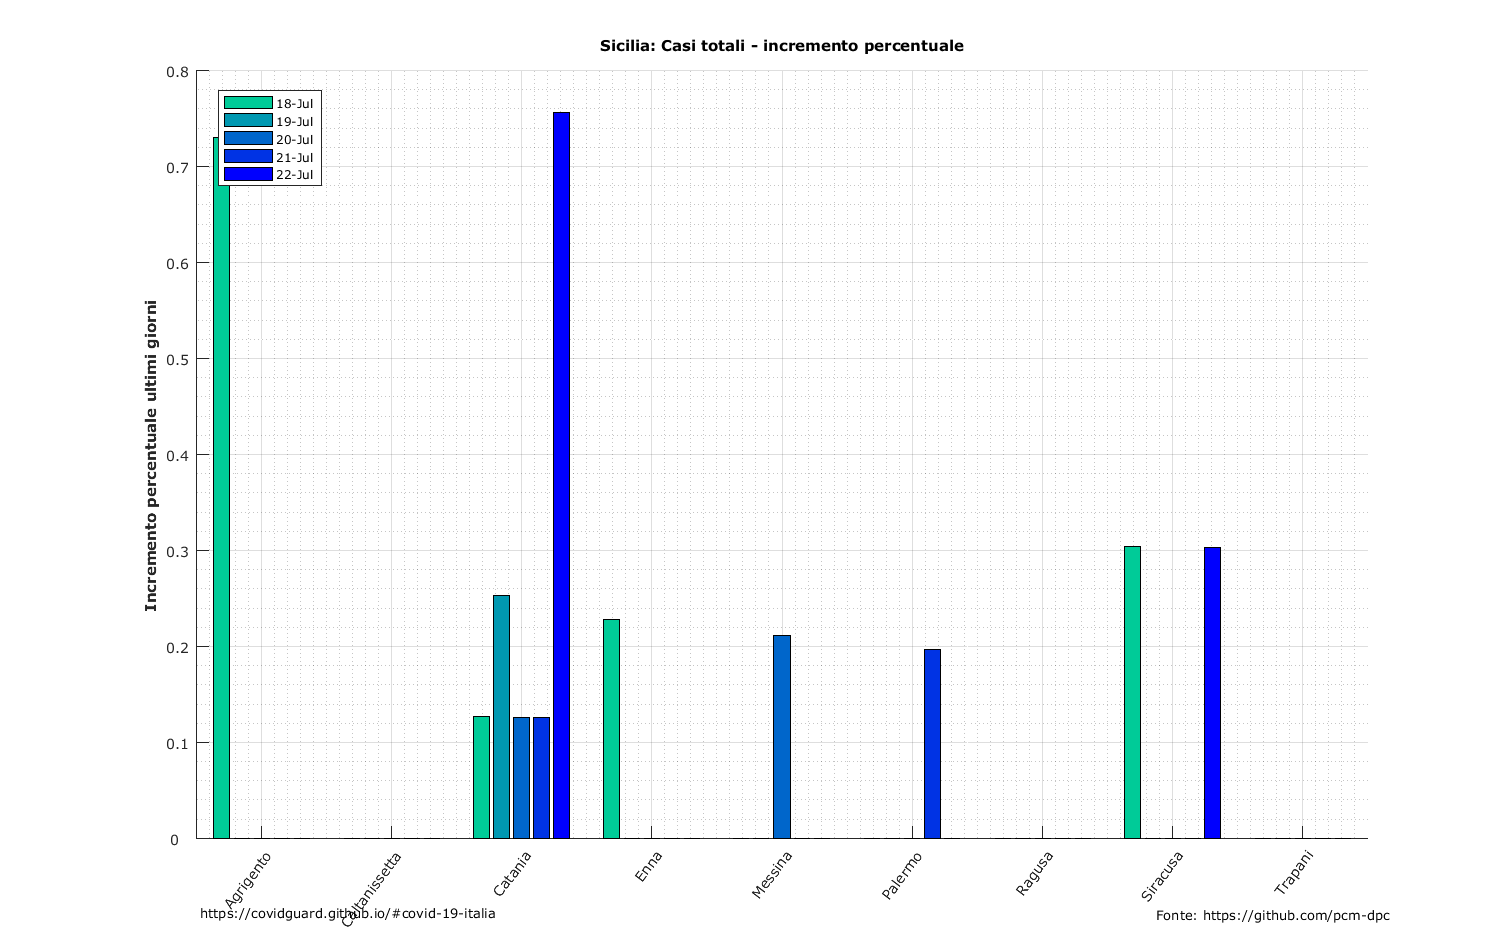 Sicilia: Casi totali - incremento percentuale
0.8
0.7
0.6
0.5
0.4
0.3
0.2
0.1
0
Incremento percentuale ultimi giorni
18-Jul
19-Jul
20-Jul
21-Jul
22-Jul
Agrigento
Caltanissetta
Catania
Enna
Messina
Palermo
Ragusa
Siracusa
Trapani
https://covidguard.github.io/#covid-19-italia
Fonte: https://github.com/pcm-dpc